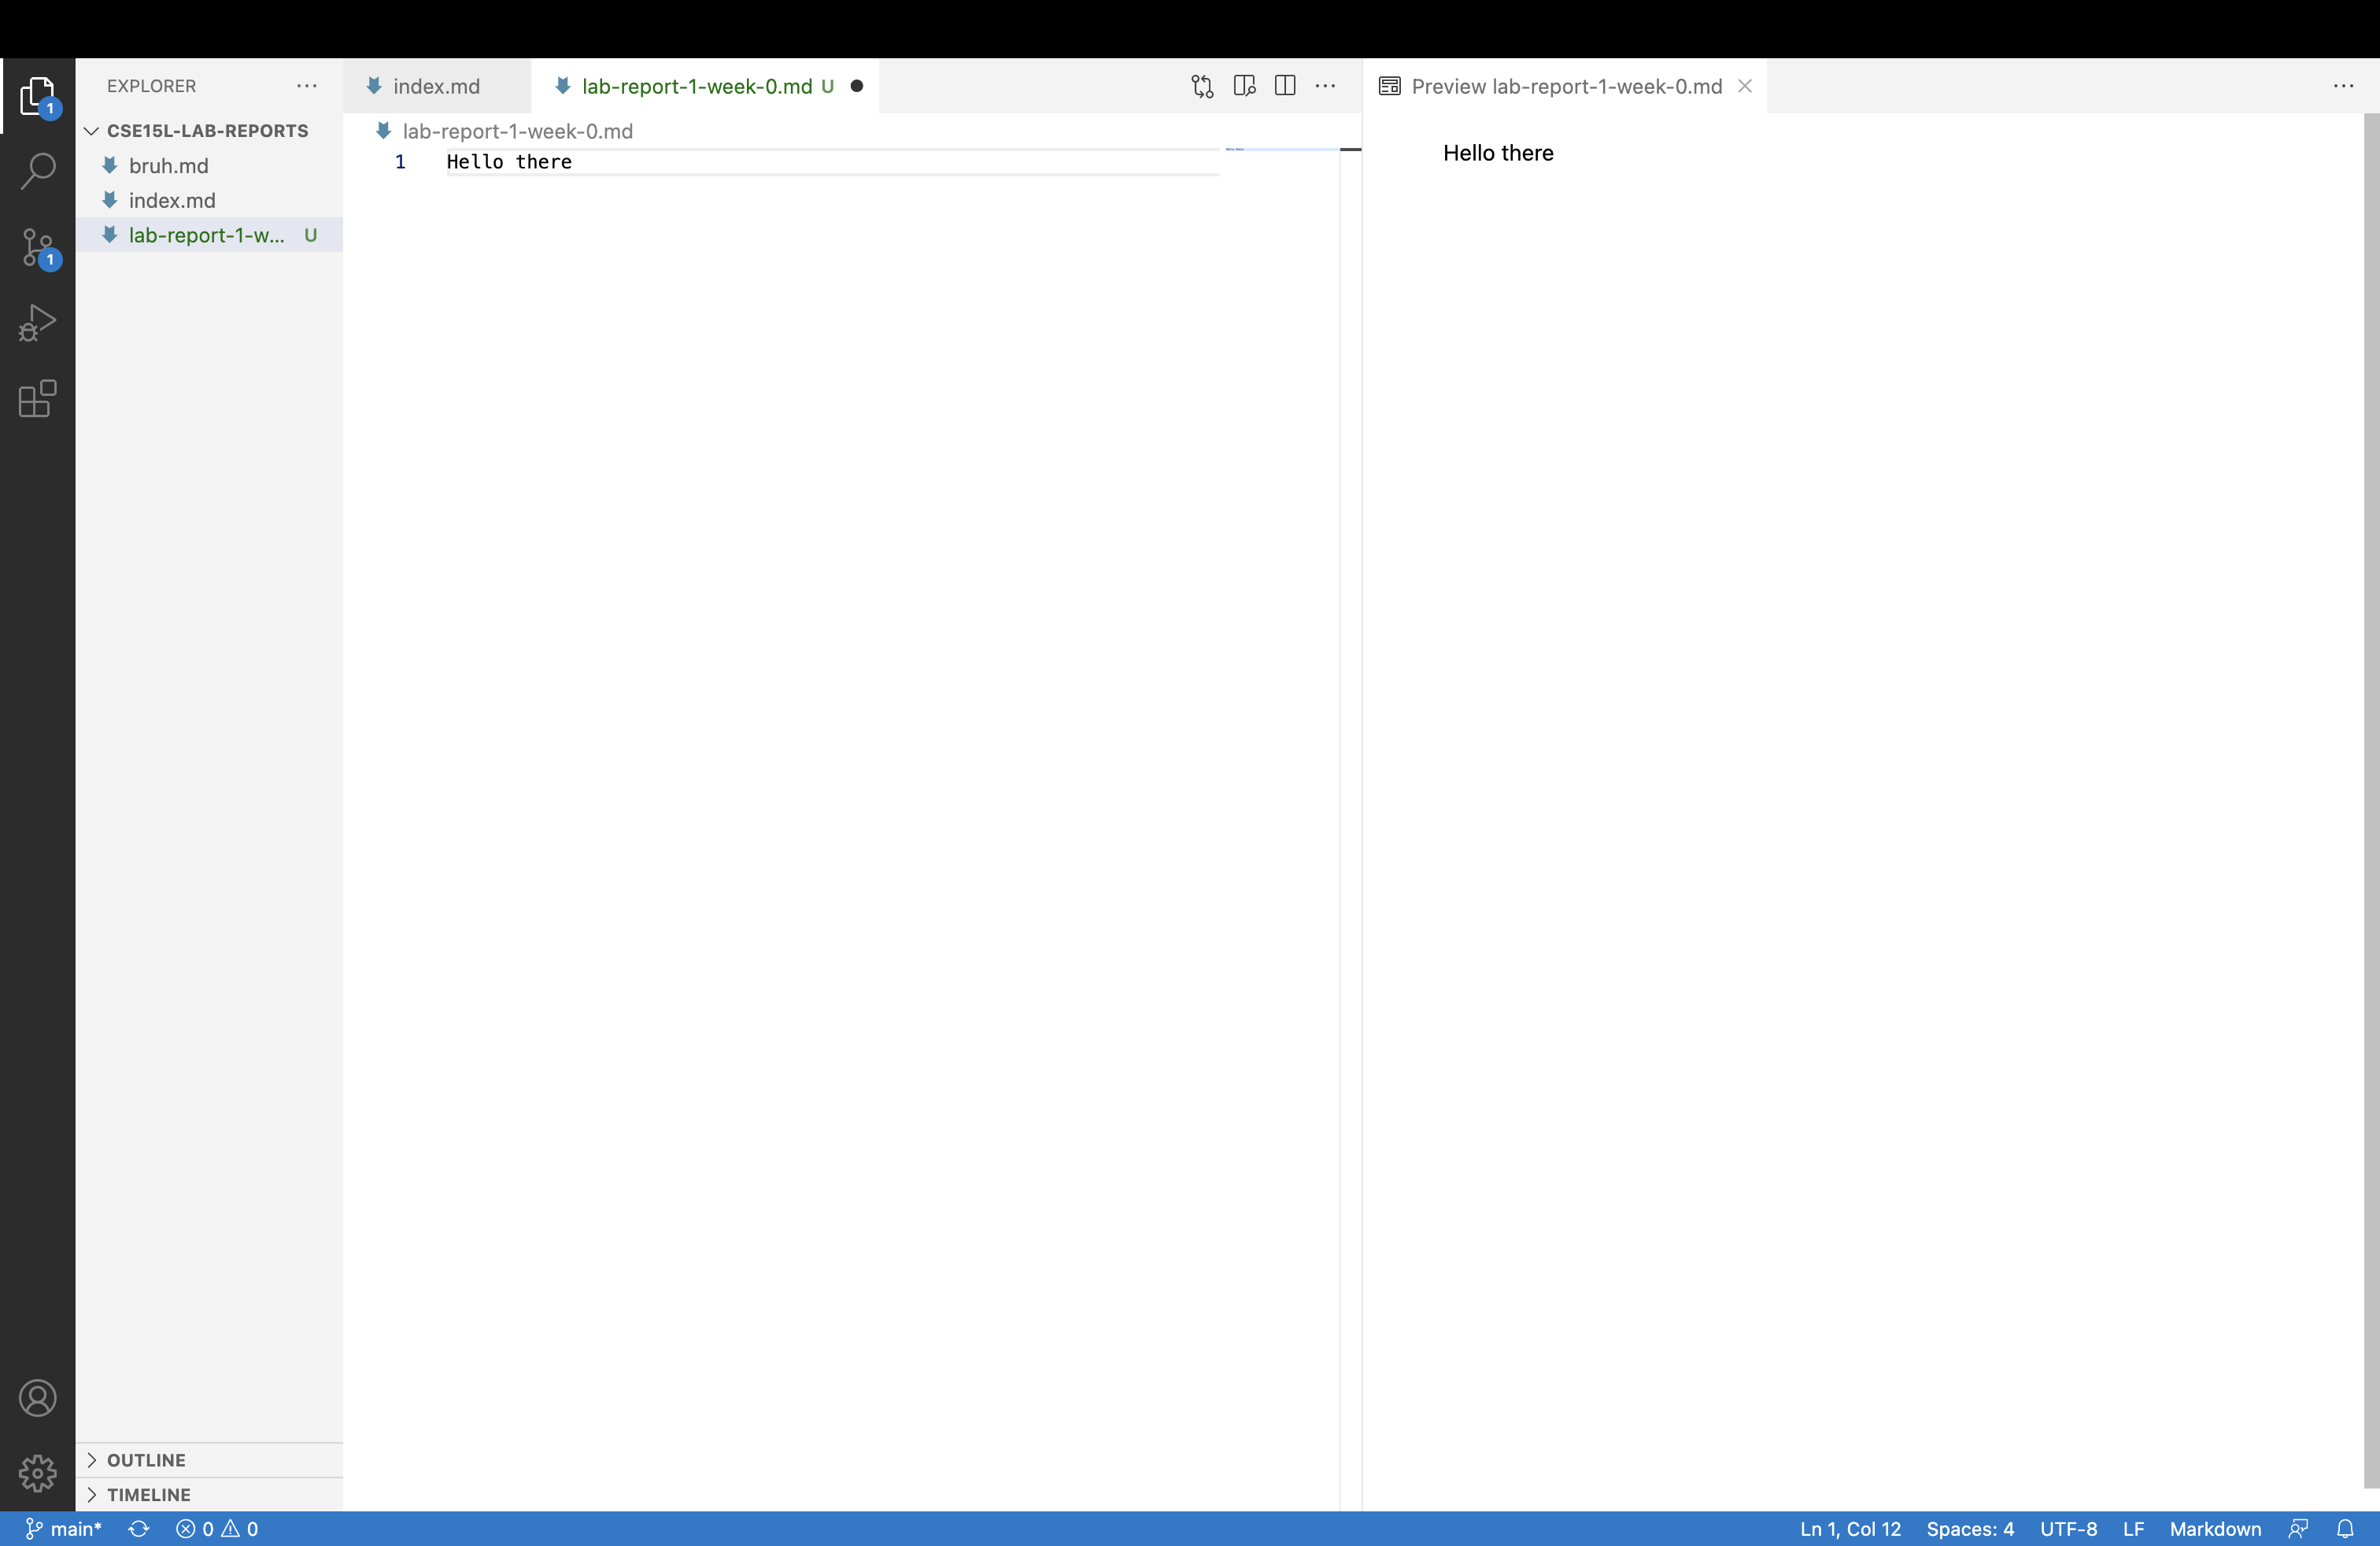 EXPLORER
CSE15L-LAB-REPORTS
bruh.md
index.md
lab-report-1-w... U
OUTLINE
TIMELINE
index.md
lab-report-1-week-0.md U
lab-report-1-week-0.md
1 Hello there
Preview lab-report-1-week-0.md
Hello there
1
1
main* 0 0
Ln 1, Col 12 Spaces: 4 UTF-8 LF Markdown